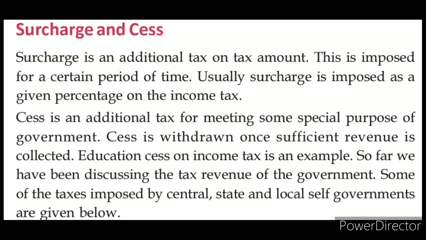 Surcharge and Cess
Surcharge is an additional tax on tax amount. This is imposed
for a certain period of time. Usually surcharge is imposed as a
given percentage on the income tax.
Cess is an additional tax for meeting some special purpose of
government. Cess is withdrawn once sufficient revenue is
collected. Education cess on income tax is an example. So far we
have been discussing the tax revenue of the government. Some
of the taxes imposed by central, state and local self governments
are given below.
PowerDirector